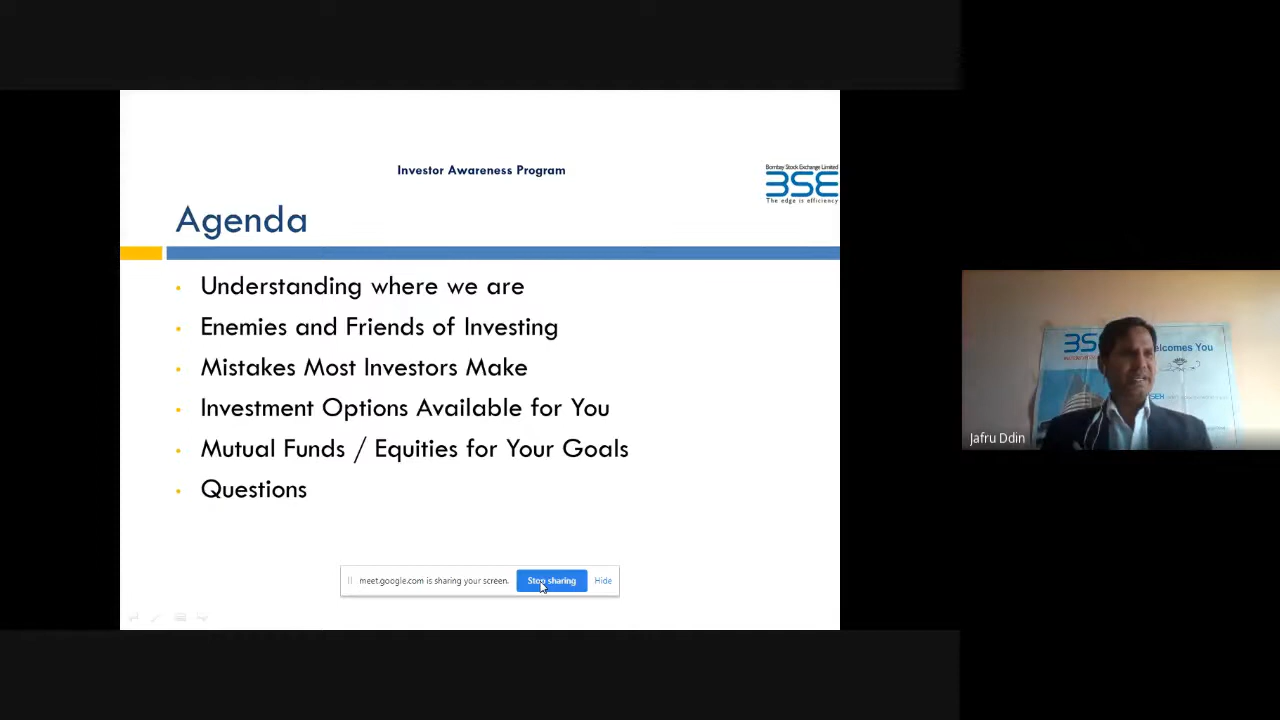 Investor Awareness Program
Bombay Stock Exchange Limited
BSE
The edge is efficiency
Agenda
• Understanding where we are
• Enemies and Friends of Investing
• Mistakes Most Investors Make
• Investment Options Available for You
• Mutual Funds / Equities for Your Goals
• Questions
meet.google.com is sharing your screen.
Stop sharing
Hide
elcomes You
Jafru Ddin